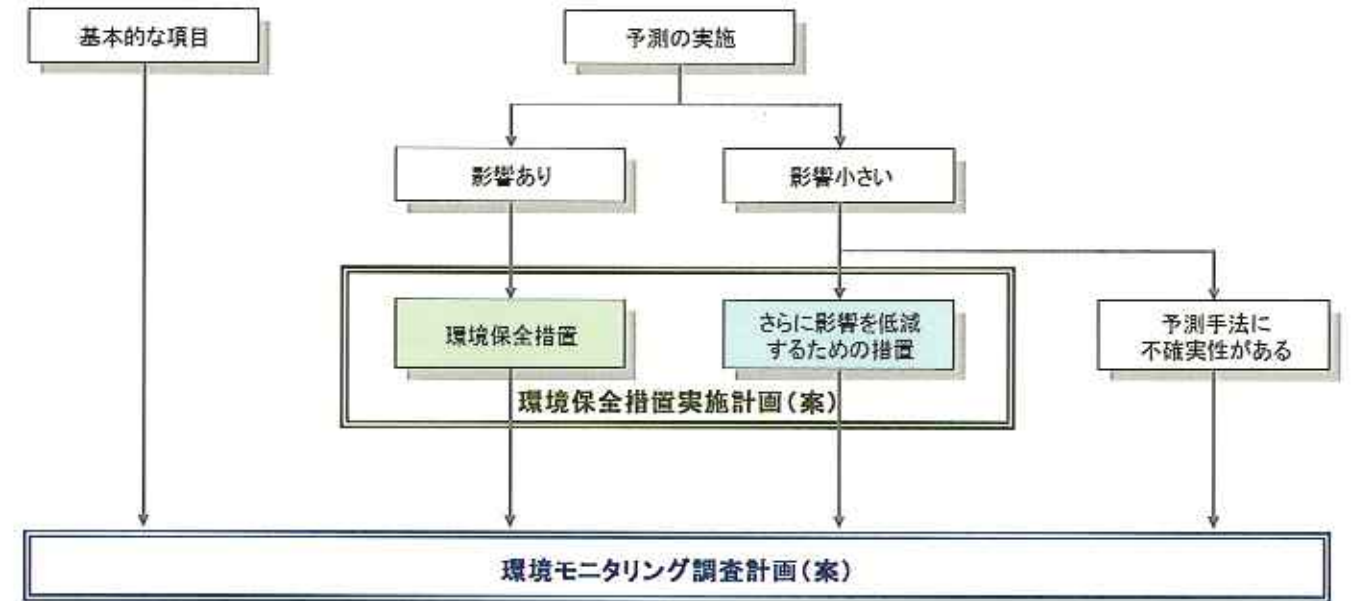 基本的な項目
予測の実施
影響あり
影響小さい
環境保全措置
さらに影響を低減
するための措置
予測手法に
不確実性がある
環境保全措置実施計画(案)
環境モニタリング調査計画(案)